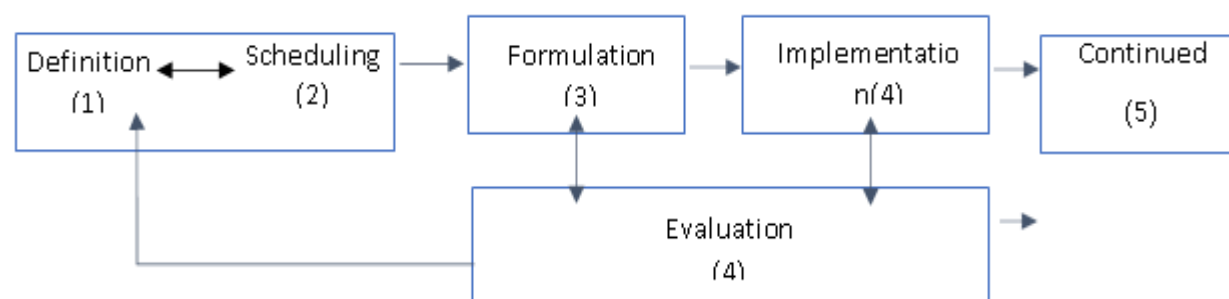 Definition
(1)
Scheduling
(2)
Formulation
(3)
Implementatio
n(4)
Continued
(5)
Evaluation
(4)